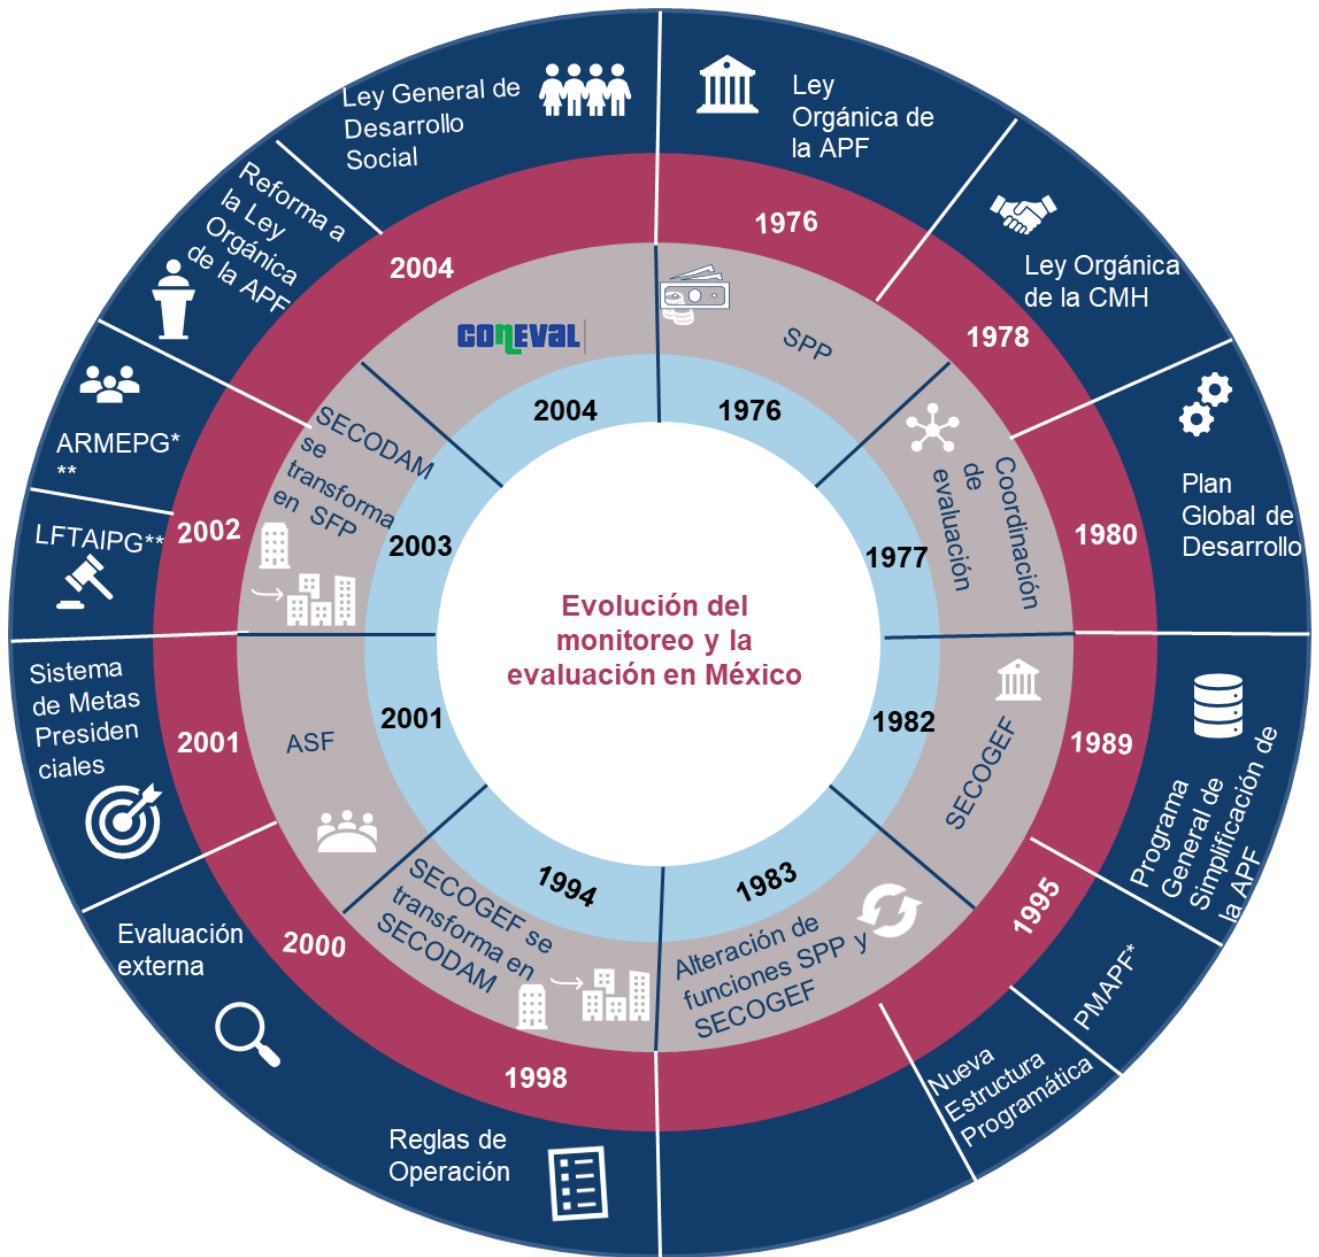 Evolución del
monitoreo y la
evaluación en México
Ley
Orgánica de
la APF
1976
Ley Orgánica
de la CMH
1978
Plan
Global de
Desarrollo
1980
Programa
General de
Simplificación de
la APF
1989
PMAPF*
Nueva
Estructura
Programática
1995
Reglas de
Operación
1998
Evaluación
externa
2000
Sistema
de Metas
Presiden
ciales
2001
LFTAIPG**
ARMEPG*
**
2002
Reforma a
la Ley
Orgánica
de la APF
Ley General de
Desarrollo
Social
2004
SPP
1976
Coordinación
de
evaluación
1977
SECOGEF
1982
Alteración de
funciones SPP y
SECOGEF
1983
SECOGEF se
transforma en
SECODAM
1994
ASF
2001
SECODAM
se
transforma
en SFP
2003
CONEVAL
2004